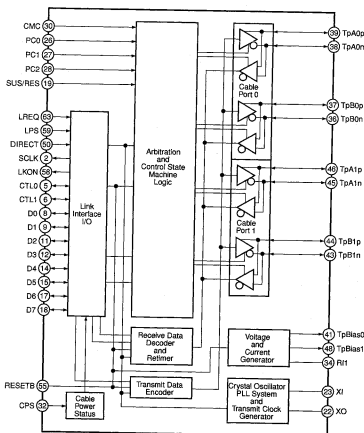 CMC 30
PC0 26
PC1 27
PC2 28
SUS/RES 19
LREQ 63
LPS 59
DIRECT 50
SCLK 2
LKON 58
CTL0 5
CTL1 6
D0 8
D1 9
D2 11
D3 12
D4 14
D5 15
D6 17
D7 18
RESETB 55
CPS 32
Link
Interface
I/O
Cable
Power
Status
Arbitration
and
Control State
Machine
Logic
Receive Data
Decoder
and
Retimer
Transmit Data
Encoder
Cable
Port 0
Cable
Port 1
Voltage
and
Current
Generator
Crystal Oscillator
PLL System
and
Transmit Clock
Generator
39 TpA0p
38 TpA0n
37 TpB0p
36 TpB0n
46 TpA1p
45 TpA1n
44 TpB1p
43 TpB1n
41 TpBias0
48 TpBias1
34 RI1
23 XI
22 XO